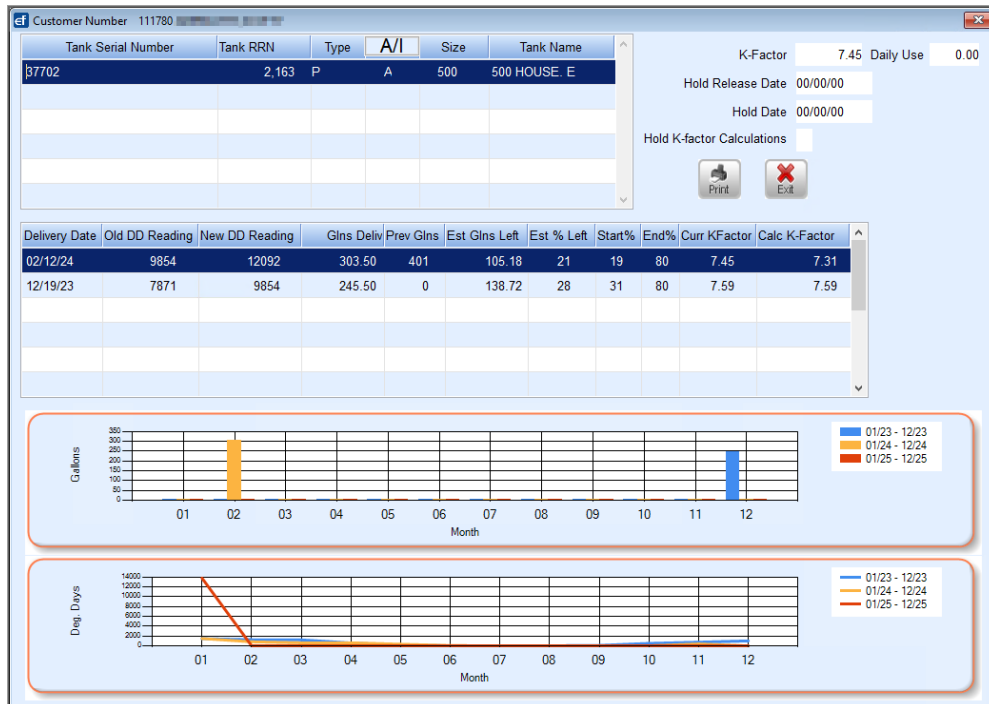 ef Customer Number 111780
Tank Serial Number Tank RRN Type A/I Size Tank Name
37702 2,163 P A 500 500 HOUSE. E
K-Factor 7.45 Daily Use 0.00
Hold Release Date 00/00/00
Hold Date 00/00/00
Hold K-factor Calculations
Print Exit
Delivery Date Old DD Reading New DD Reading Glns Deliv Prev Glns Est Glns Left Est % Left Start% End% Curr KFactor Calc K-Factor
02/12/24 9854 12092 303.50 401 105.18 21 19 80 7.45 7.31
12/19/23 7871 9854 245.50 0 138.72 28 31 80 7.59 7.59
Gallons
350
300
250
200
150
100
50
0
01 02 03 04 05 06 07 08 09 10 11 12
Month
01/23 - 12/23
01/24 - 12/24
01/25 - 12/25
Deg. Days
14000
12000
10000
8000
6000
4000
2000
0
01 02 03 04 05 06 07 08 09 10 11 12
Month
01/23 - 12/23
01/24 - 12/24
01/25 - 12/25